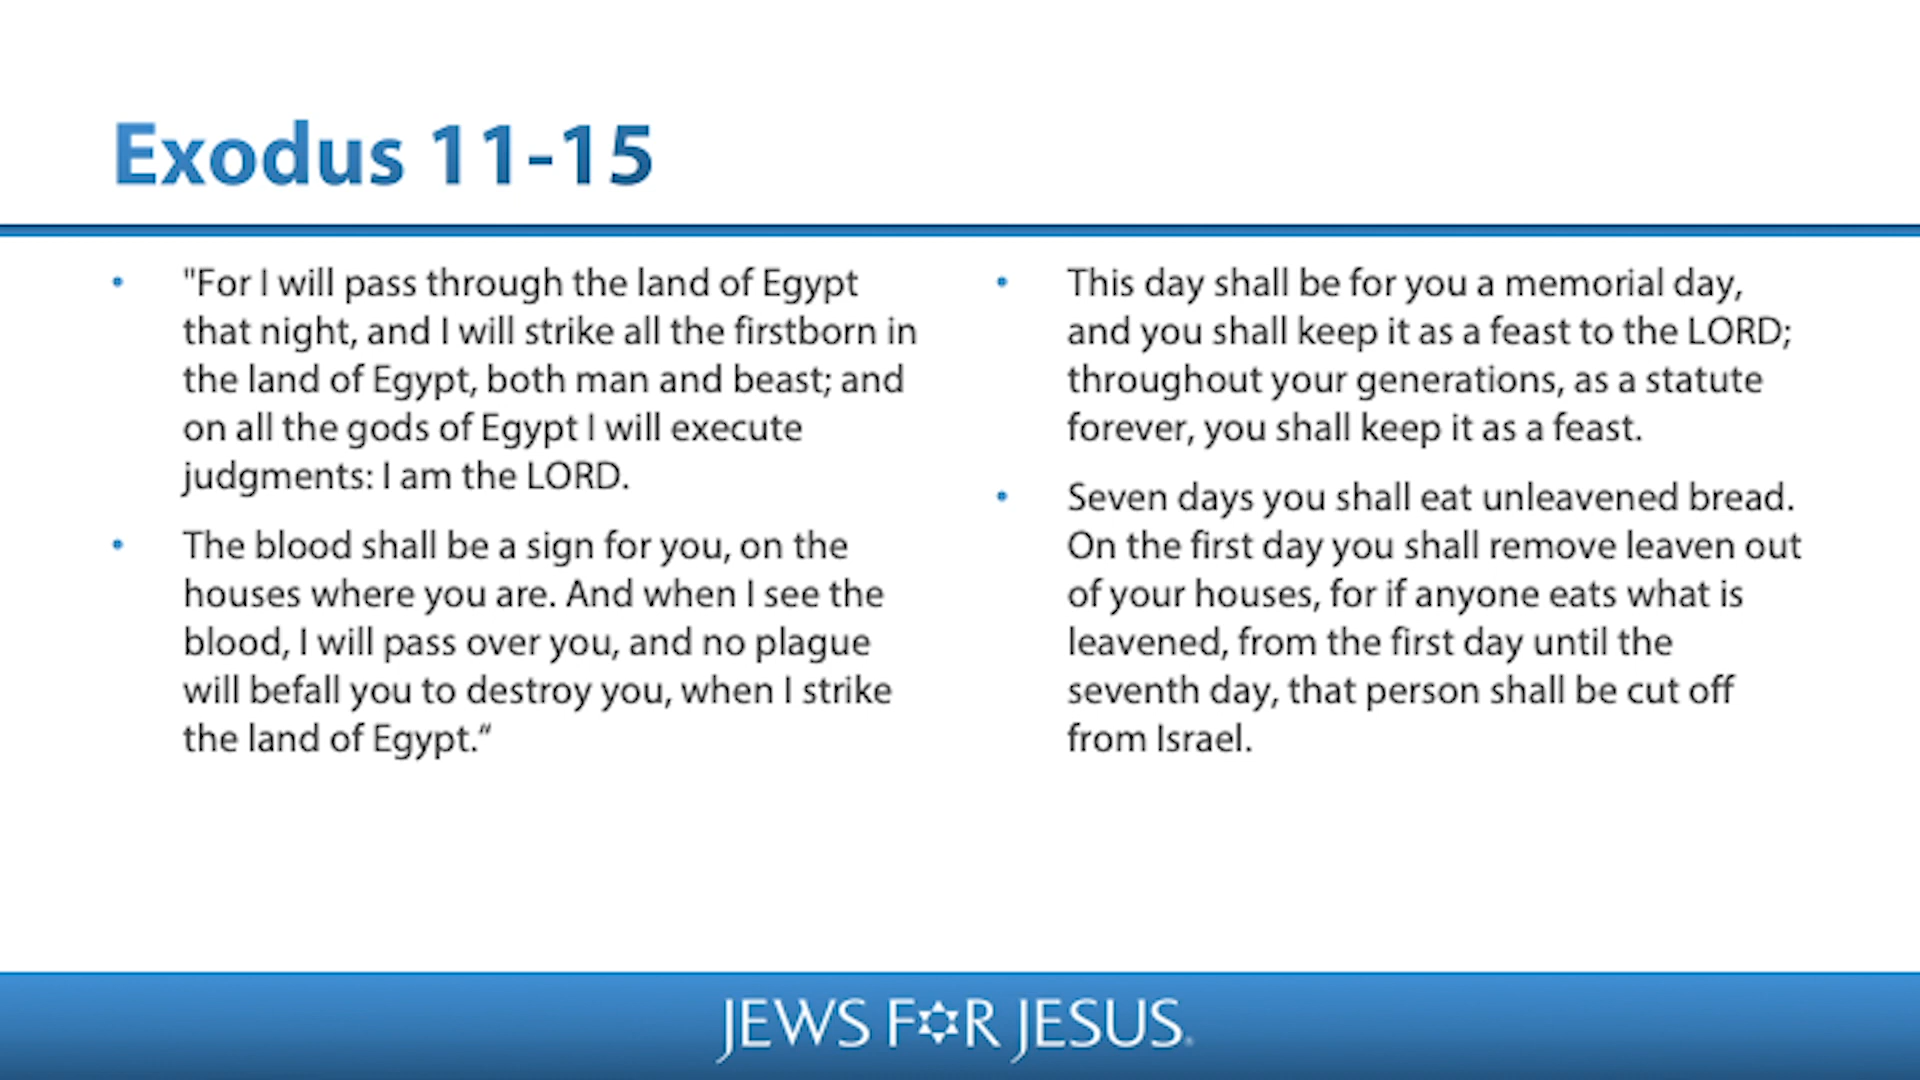 Exodus 11-15
• "For I will pass through the land of Egypt
that night, and I will strike all the firstborn in
the land of Egypt, both man and beast; and
on all the gods of Egypt I will execute
judgments: I am the LORD.
• The blood shall be a sign for you, on the
houses where you are. And when I see the
blood, I will pass over you, and no plague
will befall you to destroy you, when I strike
the land of Egypt.“
• This day shall be for you a memorial day,
and you shall keep it as a feast to the LORD;
throughout your generations, as a statute
forever, you shall keep it as a feast.
• Seven days you shall eat unleavened bread.
On the first day you shall remove leaven out
of your houses, for if anyone eats what is
leavened, from the first day until the
seventh day, that person shall be cut off
from Israel.
JEWS F✡R JESUS®